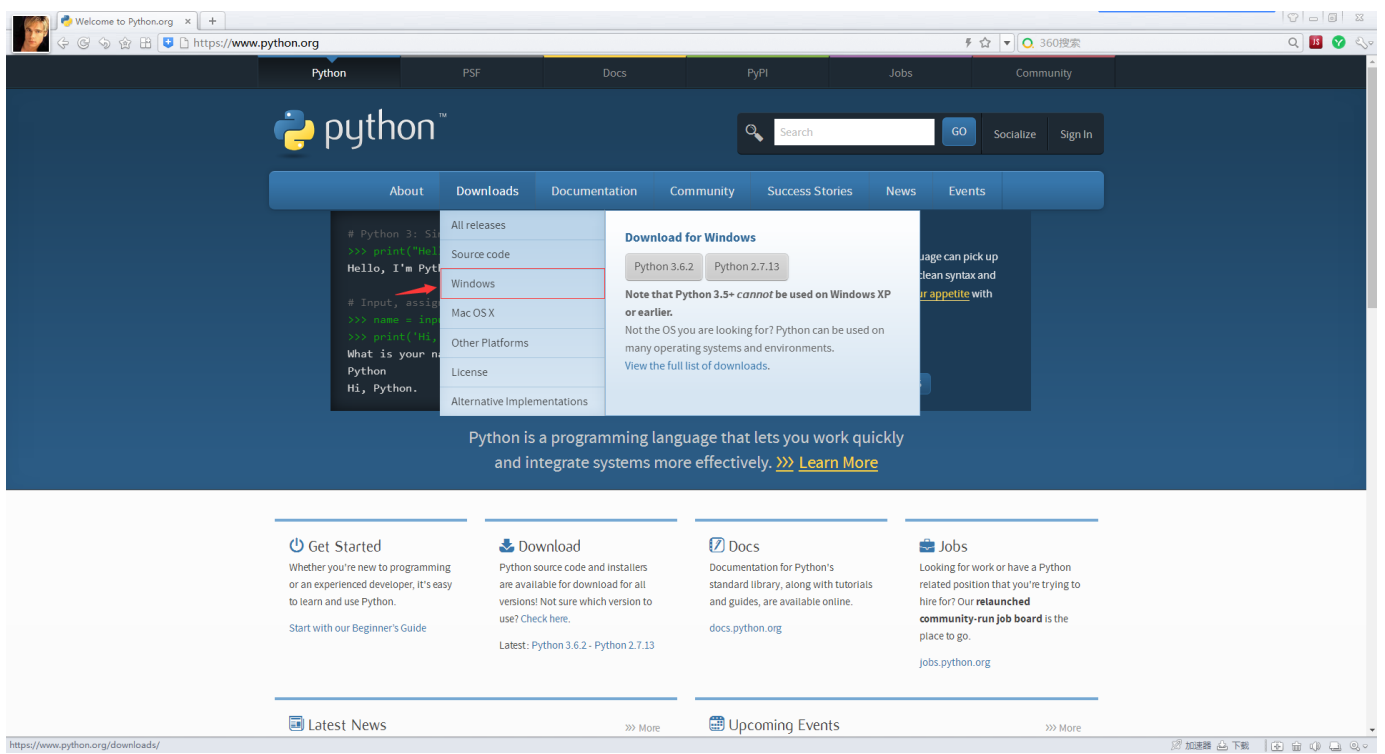 Welcome to Python.org
https://www.python.org
360搜索
Python
PSF
Docs
PyPI
Jobs
Community
python™
Search
GO
Socialize
Sign In
About
Downloads
Documentation
Community
Success Stories
News
Events
# Python 3: Si
>>> print("Hel
Hello, I'm Pyt
# Input, assig
>>> name = inp
>>> print('Hi,
What is your na
Python
Hi, Python.
All releases
Source code
Windows
Mac OS X
Other Platforms
License
Alternative Implementations
Download for Windows
Python 3.6.2
Python 2.7.13
Note that Python 3.5+ cannot be used on Windows XP
or earlier.
Not the OS you are looking for? Python can be used on
many operating systems and environments.
View the full list of downloads.
uage can pick up
clean syntax and
ur appetite with
Python is a programming language that lets you work quickly
and integrate systems more effectively. >>> Learn More
Get Started
Whether you're new to programming
or an experienced developer, it's easy
to learn and use Python.
Start with our Beginner's Guide
Download
Python source code and installers
are available for download for all
versions! Not sure which version to
use? Check here.
Latest: Python 3.6.2 - Python 2.7.13
Docs
Documentation for Python's
standard library, along with tutorials
and guides, are available online.
docs.python.org
Jobs
Looking for work or have a Python
related position that you're trying to
hire for? Our relaunched
community-run job board is the
place to go.
jobs.python.org
Latest News
>>> More
Upcoming Events
>>> More
https://www.python.org/downloads/
加速器
下载